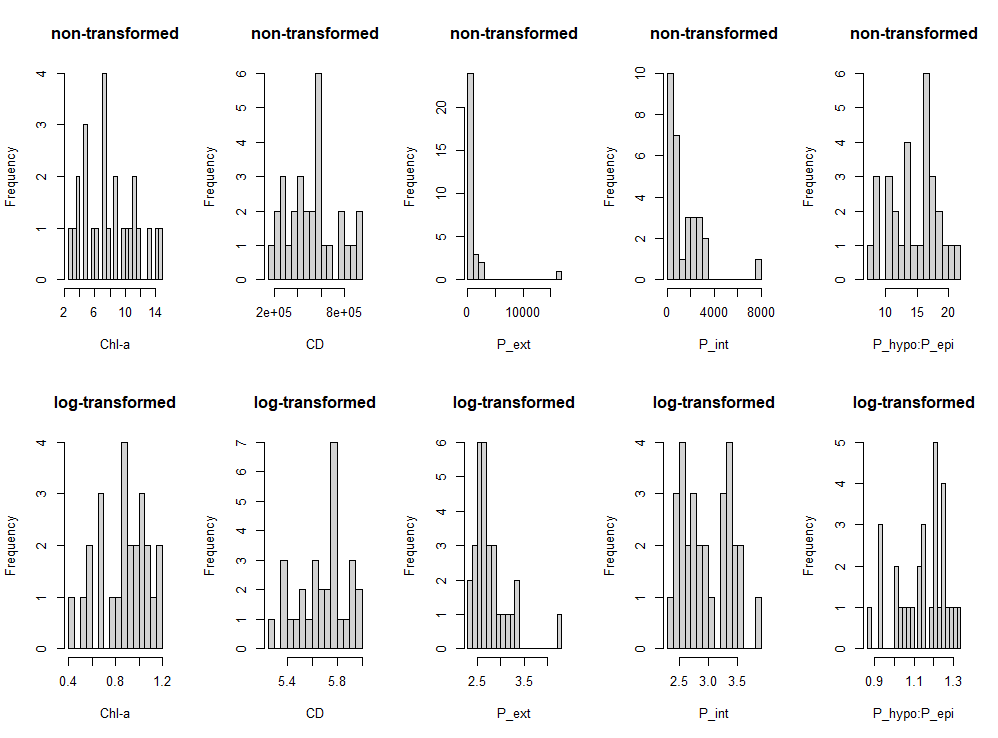 non-transformed non-transformed non-transformed non-transformed non-transformed
Frequency 0 1 2 3 4 Frequency 0 1 2 3 4 5 6 Frequency 0 5 10 15 20 Frequency 0 2 4 6 8 10 Frequency 0 1 2 3 4 5 6
2 6 10 14 2e+05 8e+05 0 10000 0 4000 8000 10 15 20
Chl-a CD P_ext P_int P_hypo:P_epi
log-transformed log-transformed log-transformed log-transformed log-transformed
Frequency 0 1 2 3 4 Frequency 0 1 2 3 4 5 6 7 Frequency 0 1 2 3 4 5 6 Frequency 0 1 2 3 4 Frequency 0 1 2 3 4 5
0.4 0.8 1.2 5.4 5.8 2.5 3.5 2.5 3.0 3.5 0.9 1.1 1.3
Chl-a CD P_ext P_int P_hypo:P_epi